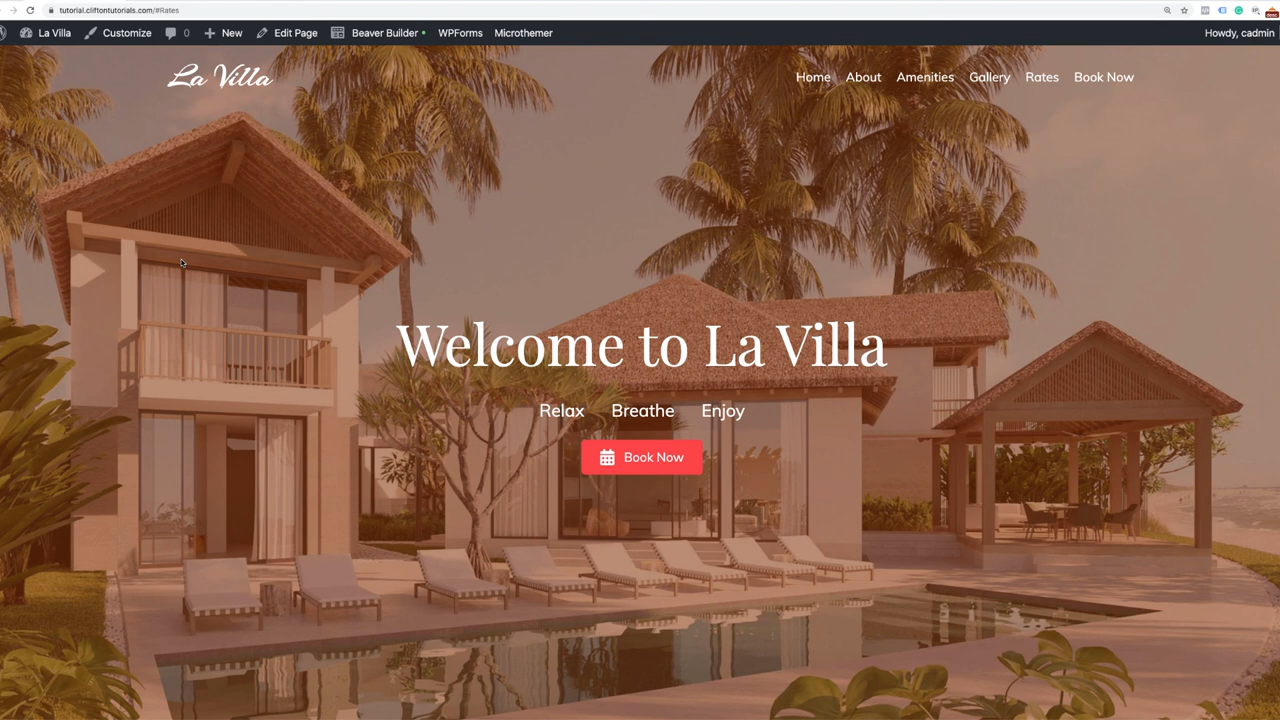 tutorial.cliftontutorials.com/#Rates
La Villa Customize 0 New Edit Page Beaver Builder WPForms Microthemer Howdy, cadmin
La Villa Home About Amenities Gallery Rates Book Now
Welcome to La Villa
Relax Breathe Enjoy
Book Now